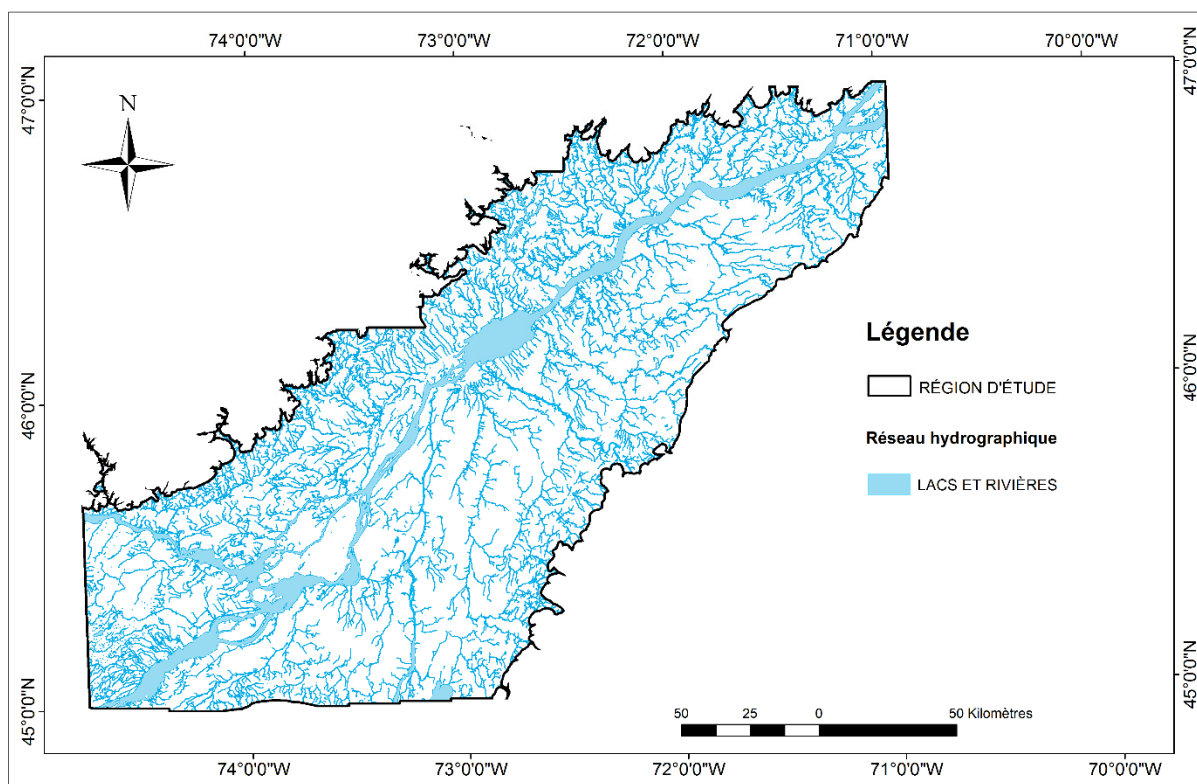 74°0'0"W 73°0'0"W 72°0'0"W 71°0'0"W 70°0'0"W
47°0'0"N
47°0'0"N
N
Légende
RÉGION D'ÉTUDE
46°0'0"N
46°0'0"N
Réseau hydrographique
LACS ET RIVIÈRES
45°0'0"N
45°0'0"N
50 25 0 50 Kilomètres
74°0'0"W 73°0'0"W 72°0'0"W 71°0'0"W 70°0'0"W